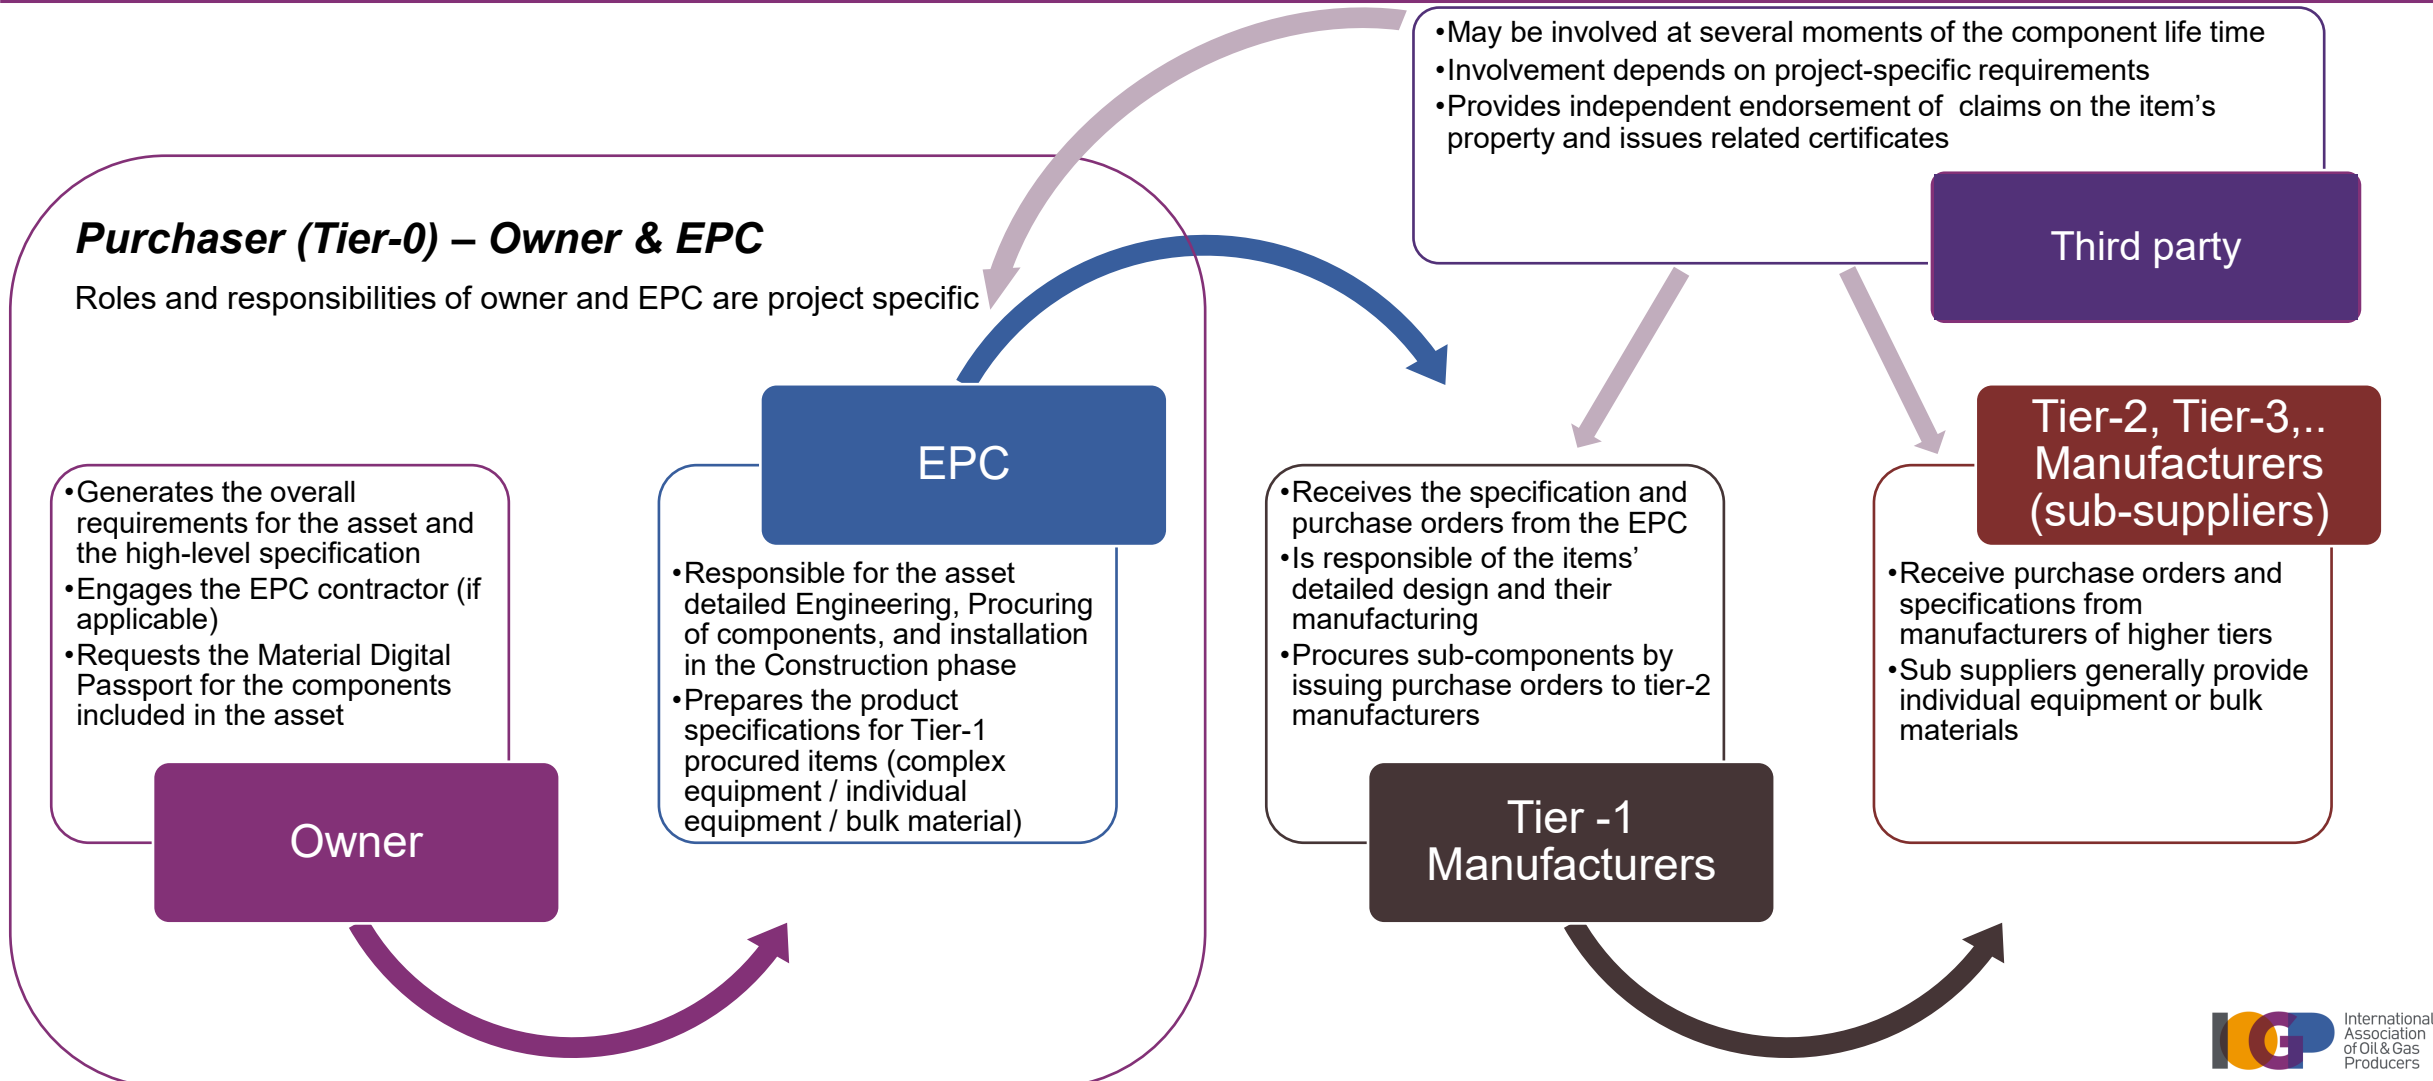 •May be involved at several moments of the component life time
•Involvement depends on project-specific requirements
•Provides independent endorsement of  claims on the item’s
property and issues related certificates
Third party
Purchaser (Tier-0) – Owner & EPC
Roles and responsibilities of owner and EPC are project specific
•Generates the overall
requirements for the asset and
the high-level specification
•Engages the EPC contractor (if
applicable)
•Requests the Material Digital
Passport for the components
included in the asset
Owner
EPC
•Responsible for the asset
detailed Engineering, Procuring
of components, and installation
in the Construction phase
•Prepares the product
specifications for Tier-1
procured items (complex
equipment / individual
equipment / bulk material)
•Receives the specification and
purchase orders from the EPC
•Is responsible of the items’
detailed design and their
manufacturing
•Procures sub-components by
issuing purchase orders to tier-2
manufacturers
Tier -1
Manufacturers
Tier-2, Tier-3,..
Manufacturers
(sub-suppliers)
•Receive purchase orders and
specifications from
manufacturers of higher tiers
•Sub suppliers generally provide
individual equipment or bulk
materials
IOGP
International
Association
of Oil & Gas
Producers